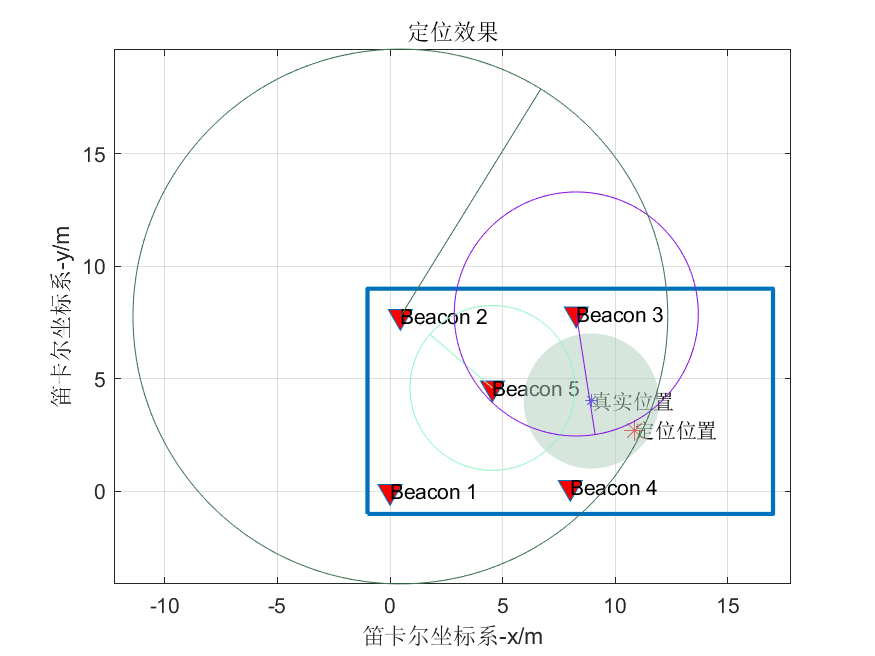 定位效果
笛卡尔坐标系-y/m
15
10
5
0
Beacon 2
Beacon 3
Beacon 5
真实位置
定位位置
Beacon 1
Beacon 4
-10
-5
0
5
10
15
笛卡尔坐标系-x/m